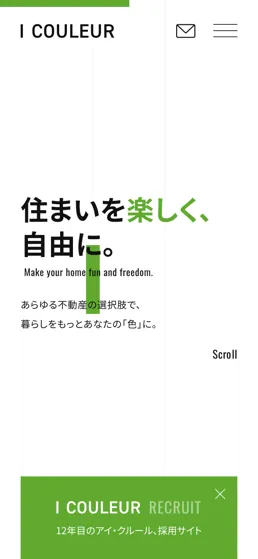 I COULEUR
住まいを楽しく、
自由に。
Make your home fun and freedom.
あらゆる不動産の選択肢で、
暮らしをもっとあなたの「色」に。
Scroll
I COULEUR RECRUIT
12年目のアイ・クルール、採用サイト